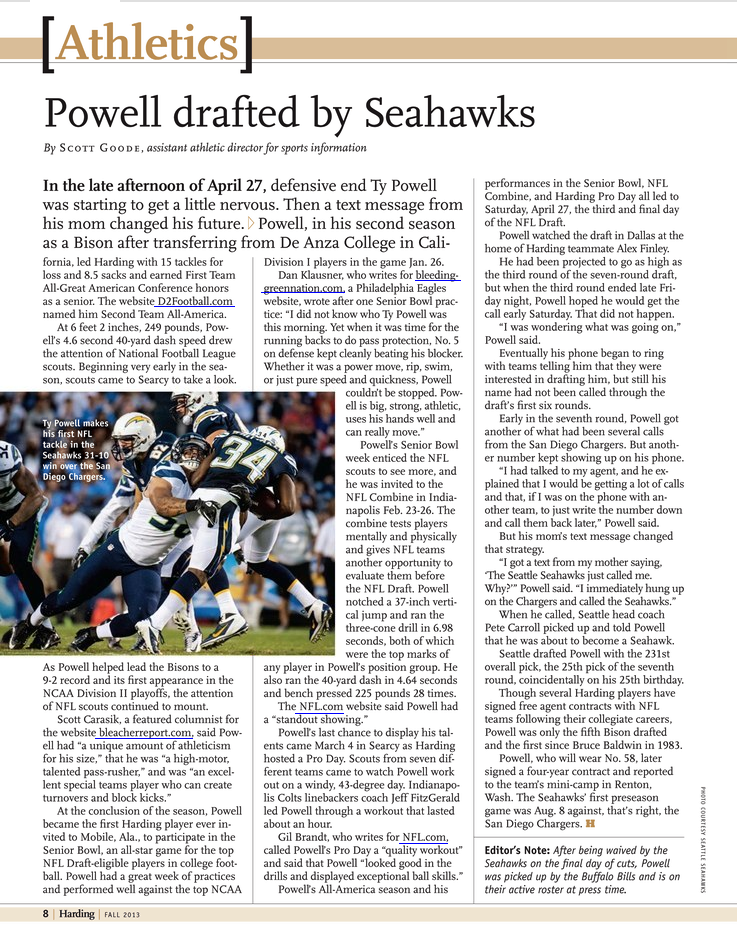 [Athletics]
Powell drafted by Seahawks
By Scott Goode, assistant athletic director for sports information
In the late afternoon of April 27, defensive end Ty Powell
was starting to get a little nervous. Then a text message from
his mom changed his future. ▷ Powell, in his second season
as a Bison after transferring from De Anza College in Cali-
fornia, led Harding with 15 tackles for
loss and 8.5 sacks and earned First Team
All-Great American Conference honors
as a senior. The website D2Football.com
named him Second Team All-America.
At 6 feet 2 inches, 249 pounds, Pow-
ell's 4.6 second 40-yard dash speed drew
the attention of National Football League
scouts. Beginning very early in the sea-
son, scouts came to Searcy to take a look.
Ty Powell makes
his first NFL
tackle in the
Seahawks 31-10
win over the San
Diego Chargers.
34
As Powell helped lead the Bisons to a
9-2 record and its first appearance in the
NCAA Division II playoffs, the attention
of NFL scouts continued to mount.
Scott Carasik, a featured columnist for
the website bleacherreport.com, said Pow-
ell had “a unique amount of athleticism
for his size,” that he was “a high-motor,
talented pass-rusher,” and was “an excel-
lent special teams player who can create
turnovers and block kicks.”
At the conclusion of the season, Powell
became the first Harding player ever in-
vited to Mobile, Ala., to participate in the
Senior Bowl, an all-star game for the top
NFL Draft-eligible players in college foot-
ball. Powell had a great week of practices
and performed well against the top NCAA
Division I players in the game Jan. 26.
Dan Klausner, who writes for bleeding-
greennation.com, a Philadelphia Eagles
website, wrote after one Senior Bowl prac-
tice: “I did not know who Ty Powell was
this morning. Yet when it was time for the
running backs to do pass protection, No. 5
on defense kept cleanly beating his blocker.
Whether it was a power move, rip, swim,
or just pure speed and quickness, Powell
couldn't be stopped. Pow-
ell is big, strong, athletic,
uses his hands well and
can really move.”
Powell's Senior Bowl
week enticed the NFL
scouts to see more, and
he was invited to the
NFL Combine in India-
napolis Feb. 23-26. The
combine tests players
mentally and physically
and gives NFL teams
another opportunity to
evaluate them before
the NFL Draft. Powell
notched a 37-inch verti-
cal jump and ran the
three-cone drill in 6.98
seconds, both of which
were the top marks of
any player in Powell's position group. He
also ran the 40-yard dash in 4.64 seconds
and bench pressed 225 pounds 28 times.
The NFL.com website said Powell had
a “standout showing.”
Powell's last chance to display his tal-
ents came March 4 in Searcy as Harding
hosted a Pro Day. Scouts from seven dif-
ferent teams came to watch Powell work
out on a windy, 43-degree day. Indianapo-
lis Colts linebackers coach Jeff FitzGerald
led Powell through a workout that lasted
about an hour.
Gil Brandt, who writes for NFL.com,
called Powell's Pro Day a “quality workout”
and said that Powell “looked good in the
drills and displayed exceptional ball skills.”
Powell's All-America season and his
performances in the Senior Bowl, NFL
Combine, and Harding Pro Day all led to
Saturday, April 27, the third and final day
of the NFL Draft.
Powell watched the draft in Dallas at the
home of Harding teammate Alex Finley.
He had been projected to go as high as
the third round of the seven-round draft,
but when the third round ended late Fri-
day night, Powell hoped he would get the
call early Saturday. That did not happen.
“I was wondering what was going on,”
Powell said.
Eventually his phone began to ring
with teams telling him that they were
interested in drafting him, but still his
name had not been called through the
draft's first six rounds.
Early in the seventh round, Powell got
another of what had been several calls
from the San Diego Chargers. But anoth-
er number kept showing up on his phone.
“I had talked to my agent, and he ex-
plained that I would be getting a lot of calls
and that, if I was on the phone with an-
other team, to just write the number down
and call them back later,” Powell said.
But his mom's text message changed
that strategy.
“I got a text from my mother saying,
‘The Seattle Seahawks just called me.
Why?’” Powell said. “I immediately hung up
on the Chargers and called the Seahawks.”
When he called, Seattle head coach
Pete Carroll picked up and told Powell
that he was about to become a Seahawk.
Seattle drafted Powell with the 231st
overall pick, the 25th pick of the seventh
round, coincidentally on his 25th birthday.
Though several Harding players have
signed free agent contracts with NFL
teams following their collegiate careers,
Powell was only the fifth Bison drafted
and the first since Bruce Baldwin in 1983.
Powell, who will wear No. 58, later
signed a four-year contract and reported
to the team's mini-camp in Renton,
Wash. The Seahawks' first preseason
game was Aug. 8 against, that's right, the
San Diego Chargers. H
Editor's Note: After being waived by the
Seahawks on the final day of cuts, Powell
was picked up by the Buffalo Bills and is on
their active roster at press time.
PHOTO COURTESY SEATTLE SEAHAWKS
8 | Harding | FALL 2013